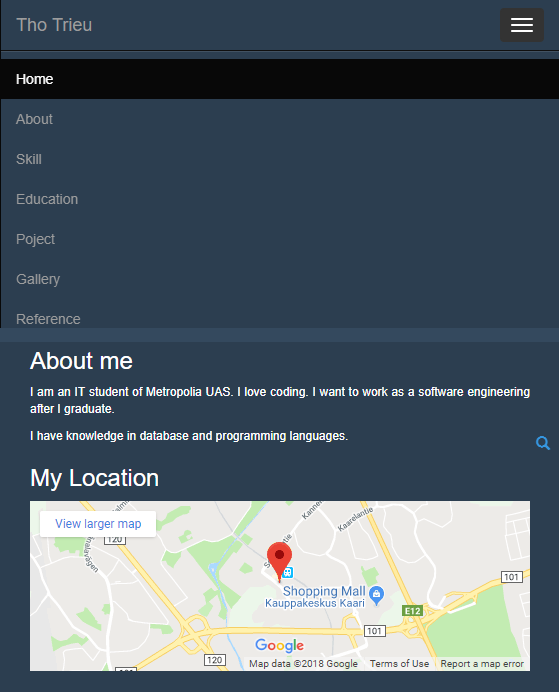 Tho Trieu
Home
About
Skill
Education
Poject
Gallery
Reference
About me
I am an IT student of Metropolia UAS. I love coding. I want to work as a software engineering
after I graduate.
I have knowledge in database and programming languages.
My Location
View larger map
Kaarelantie
120
101
Shopping Mall
Kauppakeskus Kaari
E12
101
120
Google
Map data ©2018 Google Terms of Use Report a map error